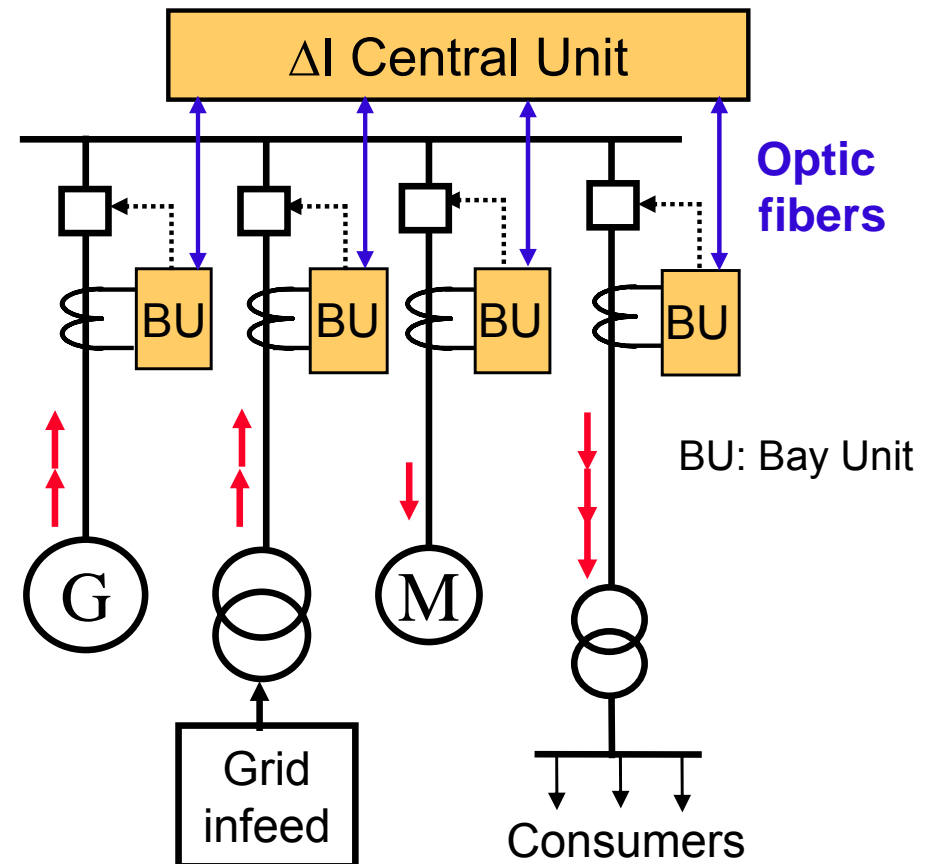 ΔI Central Unit
Optic
fibers
BU
BU
BU
BU
BU: Bay Unit
G
M
Grid
infeed
Consumers